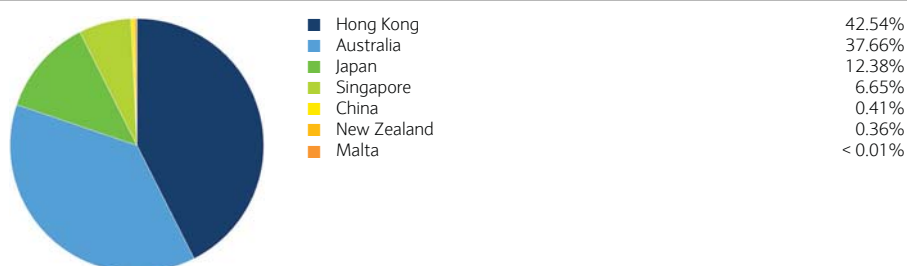 Hong Kong 42.54%
Australia 37.66%
Japan 12.38%
Singapore 6.65%
China 0.41%
New Zealand 0.36%
Malta < 0.01%